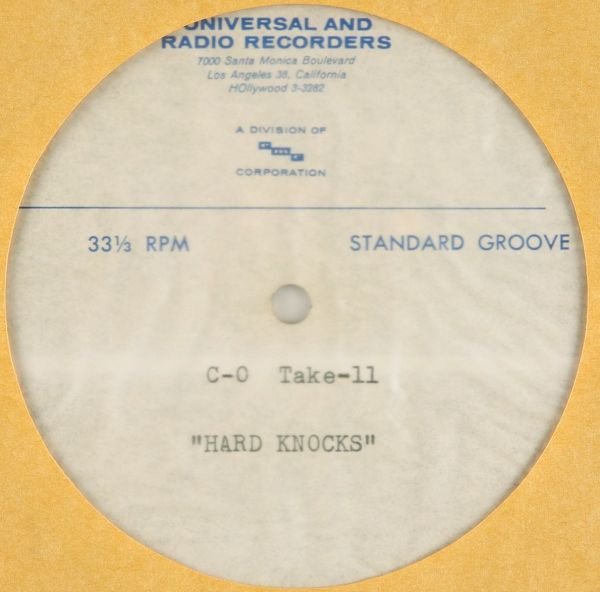 UNIVERSAL AND
RADIO RECORDERS
7000 Santa Monica Boulevard
Los Angeles 38, California
HOllywood 3-3282
A DIVISION OF
CORPORATION
33⅓ RPM STANDARD GROOVE
C-O Take-11
"HARD KNOCKS"